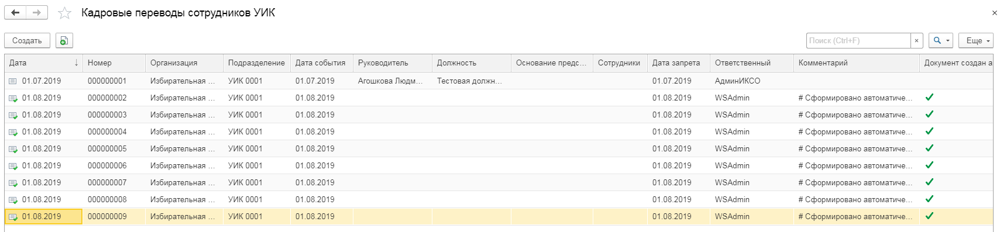 Кадровые переводы сотрудников УИК
×
Создать Поиск (Ctrl+F) × Еще
Дата ↓ Номер Организация Подразделение Дата события Руководитель Должность Основание предс... Сотрудники Дата запрета Ответственный Комментарий Документ создан а
01.07.2019 000000001 Избирательная ... УИК 0001 01.07.2019 Агошкова Людм... Тестовая должн... 01.07.2019 АдминИКСО
01.08.2019 000000002 Избирательная ... УИК 0001 01.08.2019 01.08.2019 WSAdmin # Сформировано автоматиче...
01.08.2019 000000003 Избирательная ... УИК 0001 01.08.2019 01.08.2019 WSAdmin # Сформировано автоматиче...
01.08.2019 000000004 Избирательная ... УИК 0001 01.08.2019 01.08.2019 WSAdmin # Сформировано автоматиче...
01.08.2019 000000005 Избирательная ... УИК 0001 01.08.2019 01.08.2019 WSAdmin # Сформировано автоматиче...
01.08.2019 000000006 Избирательная ... УИК 0001 01.08.2019 01.08.2019 WSAdmin # Сформировано автоматиче...
01.08.2019 000000007 Избирательная ... УИК 0001 01.08.2019 01.08.2019 WSAdmin # Сформировано автоматиче...
01.08.2019 000000008 Избирательная ... УИК 0001 01.08.2019 01.08.2019 WSAdmin # Сформировано автоматиче...
01.08.2019 000000009 Избирательная ... УИК 0001 01.08.2019 01.08.2019 WSAdmin # Сформировано автоматиче...